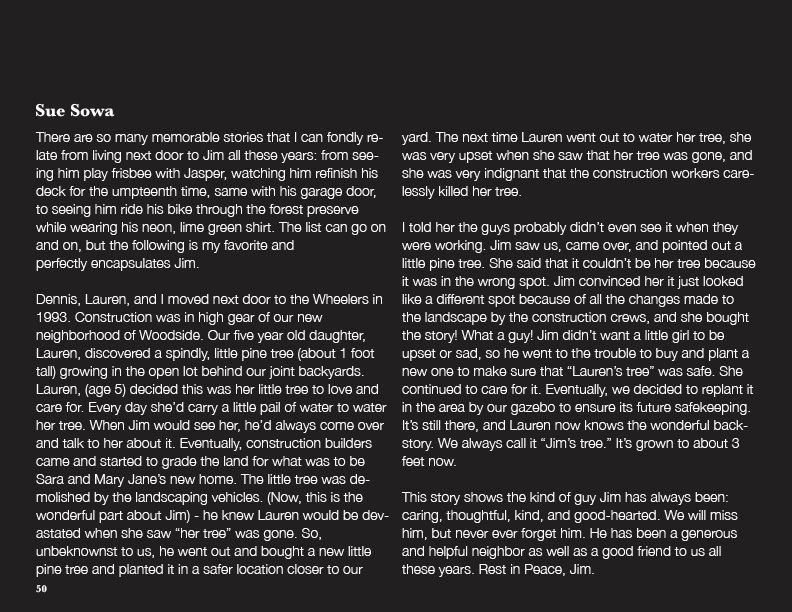 Sue Sowa
There are so many memorable stories that I can fondly re-
late from living next door to Jim all these years: from see-
ing him play frisbee with Jasper, watching him refinish his
deck for the umpteenth time, same with his garage door,
to seeing him ride his bike through the forest preserve
while wearing his neon, lime green shirt. The list can go on
and on, but the following is my favorite and
perfectly encapsulates Jim.

Dennis, Lauren, and I moved next door to the Wheelers in
1993. Construction was in high gear of our new
neighborhood of Woodside. Our five year old daughter,
Lauren, discovered a spindly, little pine tree (about 1 foot
tall) growing in the open lot behind our joint backyards.
Lauren, (age 5) decided this was her little tree to love and
care for. Every day she'd carry a little pail of water to water
her tree. When Jim would see her, he'd always come over
and talk to her about it. Eventually, construction builders
came and started to grade the land for what was to be
Sara and Mary Jane's new home. The little tree was de-
molished by the landscaping vehicles. (Now, this is the
wonderful part about Jim) - he knew Lauren would be dev-
astated when she saw "her tree" was gone. So,
unbeknownst to us, he went out and bought a new little
pine tree and planted it in a safer location closer to our
yard. The next time Lauren went out to water her tree, she
was very upset when she saw that her tree was gone, and
she was very indignant that the construction workers care-
lessly killed her tree.

I told her the guys probably didn't even see it when they
were working. Jim saw us, came over, and pointed out a
little pine tree. She said that it couldn't be her tree because
it was in the wrong spot. Jim convinced her it just looked
like a different spot because of all the changes made to
the landscape by the construction crews, and she bought
the story! What a guy! Jim didn't want a little girl to be
upset or sad, so he went to the trouble to buy and plant a
new one to make sure that "Lauren's tree" was safe. She
continued to care for it. Eventually, we decided to replant it
in the area by our gazebo to ensure its future safekeeping.
It's still there, and Lauren now knows the wonderful back-
story. We always call it "Jim's tree." It's grown to about 3
feet now.

This story shows the kind of guy Jim has always been:
caring, thoughtful, kind, and good-hearted. We will miss
him, but never ever forget him. He has been a generous
and helpful neighbor as well as a good friend to us all
these years. Rest in Peace, Jim.
50